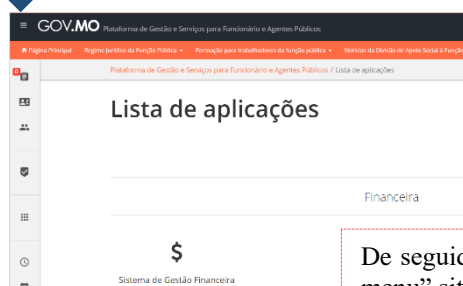 GOV.MO Plataforma de Gestão e Serviços para Funcionário e Agentes Públicos
Página Principal Regime Jurídico da Função Pública Formação para trabalhadores da função pública Notícias da Divisão de Apoio Social à Função
Plataforma de Gestão e Serviços para Funcionário e Agentes Públicos / Lista de aplicações
Lista de aplicações
Financeira
$
Sistema de Gestão Financeira
De seguid
menu” sit